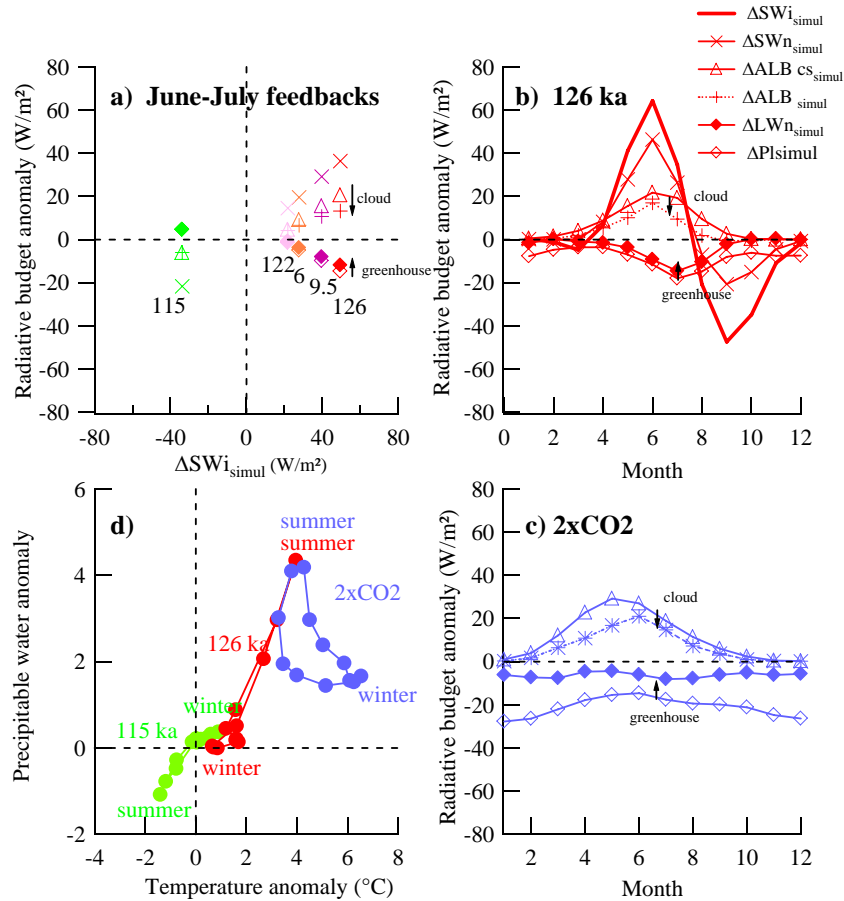 ΔSWi_simul
ΔSWn_simul
ΔALB cs_simul
ΔALB _simul
ΔLWn_simul
ΔPlsimul
Radiative budget anomaly (W/m²)
80
60
40
20
0
-20
-40
-60
-80
a) June-July feedbacks
cloud
greenhouse
115
122
6
9.5
126
-80
-40
0
40
80
ΔSWi_simul (W/m²)
Radiative budget anomaly (W/m²)
80
60
40
20
0
-20
-40
-60
-80
b) 126 ka
cloud
greenhouse
0
2
4
6
8
10
12
Month
Precipitable water anomaly
6
4
2
0
-2
d)
summer
summer
2xCO2
126 ka
winter
winter
115 ka
winter
summer
-4
-2
0
2
4
6
8
Temperature anomaly (°C)
Radiative budget anomaly (W/m²)
80
60
40
20
0
-20
-40
-60
-80
c) 2xCO2
cloud
greenhouse
2
4
6
8
10
12
Month